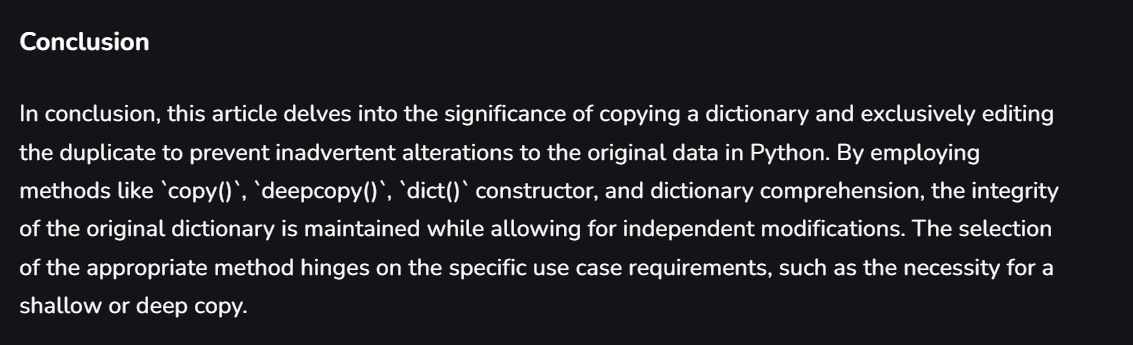 Conclusion
In conclusion, this article delves into the significance of copying a dictionary and exclusively editing
the duplicate to prevent inadvertent alterations to the original data in Python. By employing
methods like `copy()`, `deepcopy()`, `dict()` constructor, and dictionary comprehension, the integrity
of the original dictionary is maintained while allowing for independent modifications. The selection
of the appropriate method hinges on the specific use case requirements, such as the necessity for a
shallow or deep copy.